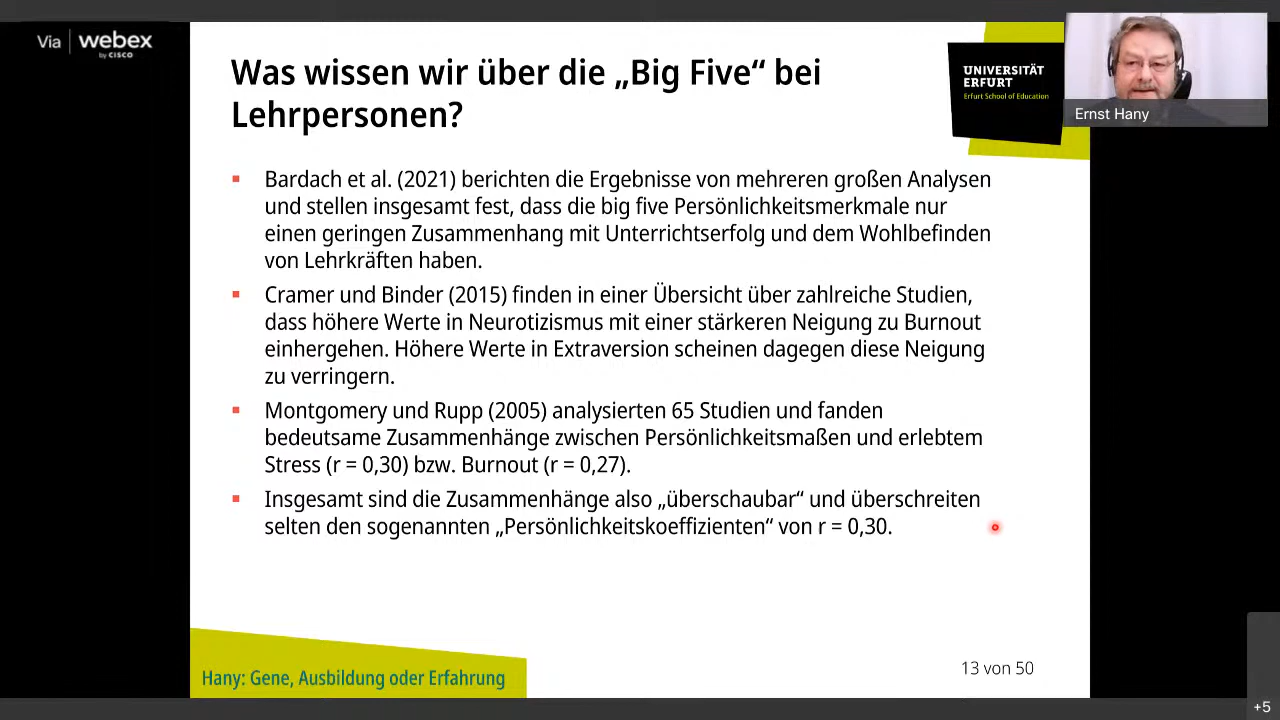 Via webex
by CISCO
Was wissen wir über die „Big Five“ bei
Lehrpersonen?
UNIVERSITÄT
ERFURT
Erfurt School of Education
Ernst Hany
Bardach et al. (2021) berichten die Ergebnisse von mehreren großen Analysen
und stellen insgesamt fest, dass die big five Persönlichkeitsmerkmale nur
einen geringen Zusammenhang mit Unterrichtserfolg und dem Wohlbefinden
von Lehrkräften haben.
Cramer und Binder (2015) finden in einer Übersicht über zahlreiche Studien,
dass höhere Werte in Neurotizismus mit einer stärkeren Neigung zu Burnout
einhergehen. Höhere Werte in Extraversion scheinen dagegen diese Neigung
zu verringern.
Montgomery und Rupp (2005) analysierten 65 Studien und fanden
bedeutsame Zusammenhänge zwischen Persönlichkeitsmaßen und erlebtem
Stress (r = 0,30) bzw. Burnout (r = 0,27).
Insgesamt sind die Zusammenhänge also „überschaubar“ und überschreiten
selten den sogenannten „Persönlichkeitskoeffizienten“ von r = 0,30.
Hany: Gene, Ausbildung oder Erfahrung
13 von 50
+5